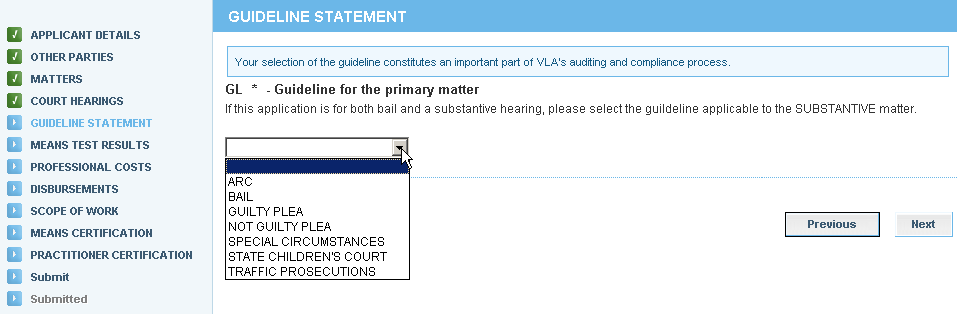 APPLICANT DETAILS
OTHER PARTIES
MATTERS
COURT HEARINGS
GUIDELINE STATEMENT
MEANS TEST RESULTS
PROFESSIONAL COSTS
DISBURSEMENTS
SCOPE OF WORK
MEANS CERTIFICATION
PRACTITIONER CERTIFICATION
Submit
Submitted
GUIDELINE STATEMENT
Your selection of the guideline constitutes an important part of VLA's auditing and compliance process.
GL * - Guideline for the primary matter
If this application is for both bail and a substantive hearing, please select the guildeline applicable to the SUBSTANTIVE matter.
ARC
BAIL
GUILTY PLEA
NOT GUILTY PLEA
SPECIAL CIRCUMSTANCES
STATE CHILDREN'S COURT
TRAFFIC PROSECUTIONS
Previous Next